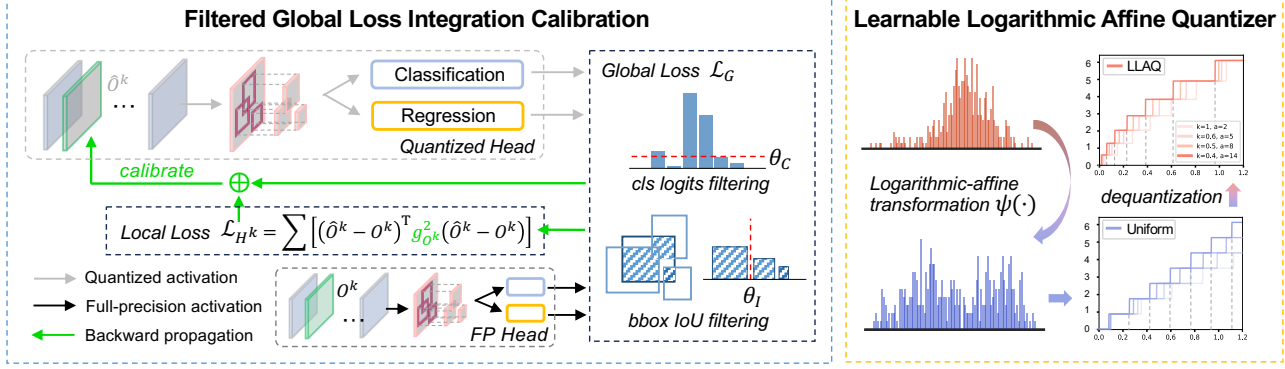 Filtered Global Loss Integration Calibration
Ô^k
...
Classification
Regression
Quantized Head
calibrate
Global Loss ℒ_G
θ_C
cls logits filtering
Local Loss ℒ_{H^k} = ∑ [(Ô^k − O^k)^T g²_{O^k} (Ô^k − O^k)]
Quantized activation
Full-precision activation
Backward propagation
O^k
...
FP Head
θ_I
bbox IoU filtering
Learnable Logarithmic Affine Quantizer
Logarithmic-affine
transformation ψ(·)
LLAQ
k=1, a=2
k=0.6, a=5
k=0.5, a=8
k=0.4, a=14
6
5
4
3
2
1
0
0.0 0.2 0.4 0.6 0.8 1.0 1.2
dequantization
Uniform
6
5
4
3
2
1
0
0.0 0.2 0.4 0.6 0.8 1.0 1.2